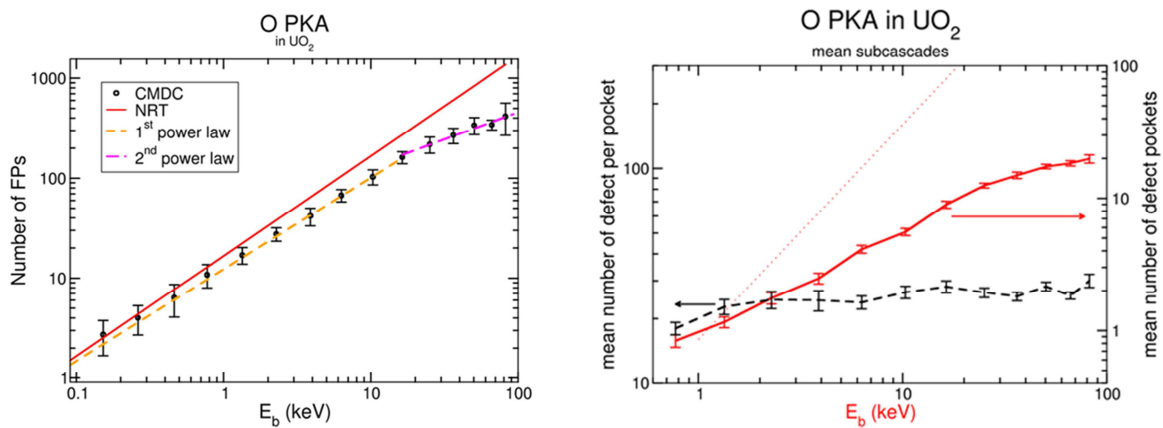 O PKA
in UO₂
Number of FPs
1000
100
10
1
CMDC
NRT
1ˢᵗ power law
2ⁿᵈ power law
0.1
1
10
100
E_b (keV)
O PKA in UO₂
mean subcascades
mean number of defect per pocket
100
10
1
10
100
E_b (keV)
100
10
1
mean number of defect pockets